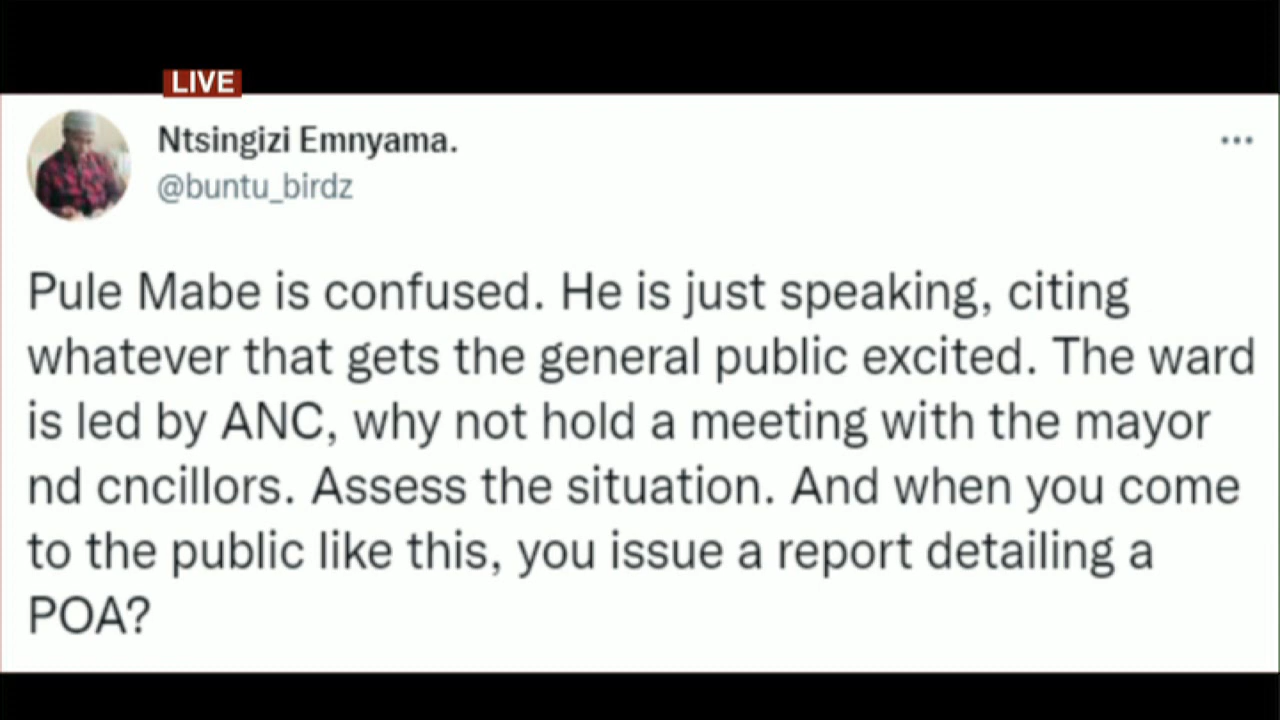 LIVE
Ntsingizi Emnyama.
@buntu_birdz
Pule Mabe is confused. He is just speaking, citing
whatever that gets the general public excited. The ward
is led by ANC, why not hold a meeting with the mayor
nd cncillors. Assess the situation. And when you come
to the public like this, you issue a report detailing a
POA?